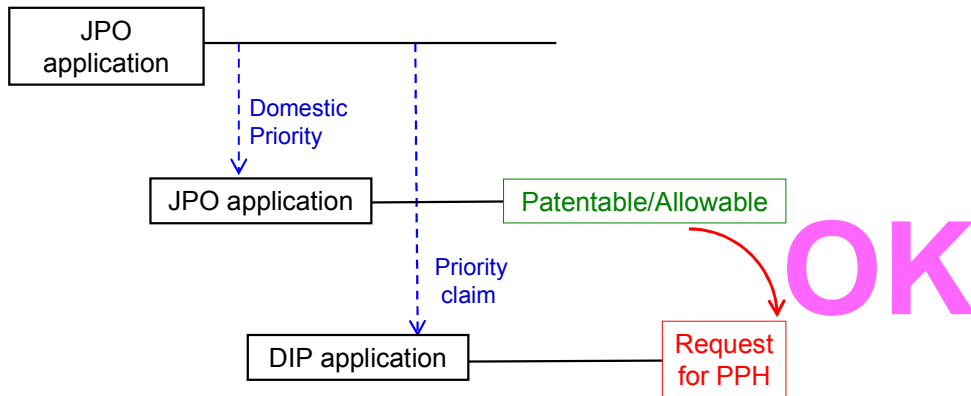 JPO
application
Domestic
Priority
JPO application
Patentable/Allowable
OK
Priority
claim
DIP application
Request
for PPH